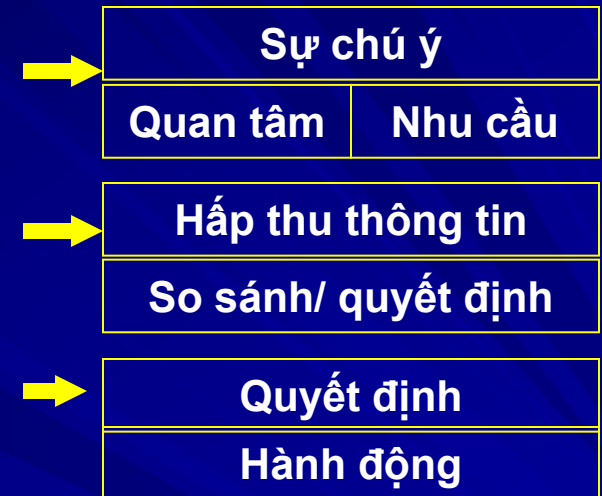 Sự chú ý
Quan tâm Nhu cầu
Hấp thu thông tin
So sánh/ quyết định
Quyết định
Hành động